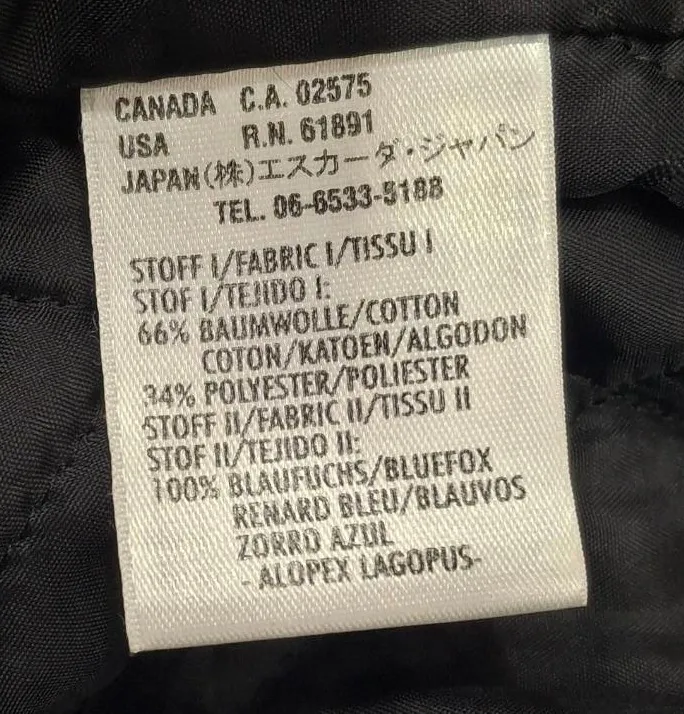 CANADA C.A. 02575
USA R.N. 61891
JAPAN(株)エスカーダ・ジャパン
TEL. 06-6533-5188
STOFF I/FABRIC I/TISSU I
STOF I/TEJIDO I:
66% BAUMWOLLE/COTTON
COTON/KATOEN/ALGODON
34% POLYESTER/POLIESTER
STOFF II/FABRIC II/TISSU II
STOF II/TEJIDO II:
100% BLAUFUCHS/BLUEFOX
RENARD BLEU/BLAUVOS
ZORRO AZUL
- ALOPEX LAGOPUS-